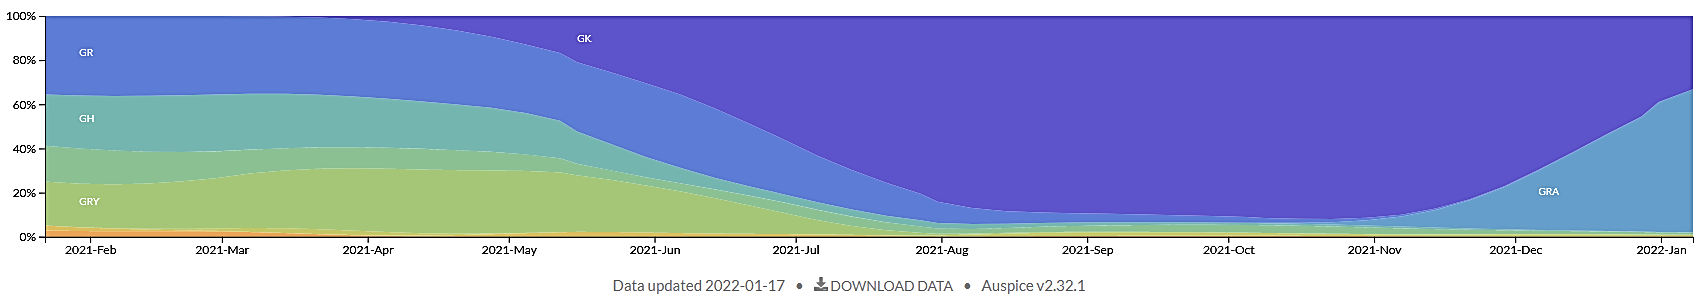 100%
80%
60%
40%
20%
0%
GR
GH
GRY
GK
GRA
2021-Feb 2021-Mar 2021-Apr 2021-May 2021-Jun 2021-Jul 2021-Aug 2021-Sep 2021-Oct 2021-Nov 2021-Dec 2022-Jan
Data updated 2022-01-17 • DOWNLOAD DATA • Auspice v2.32.1